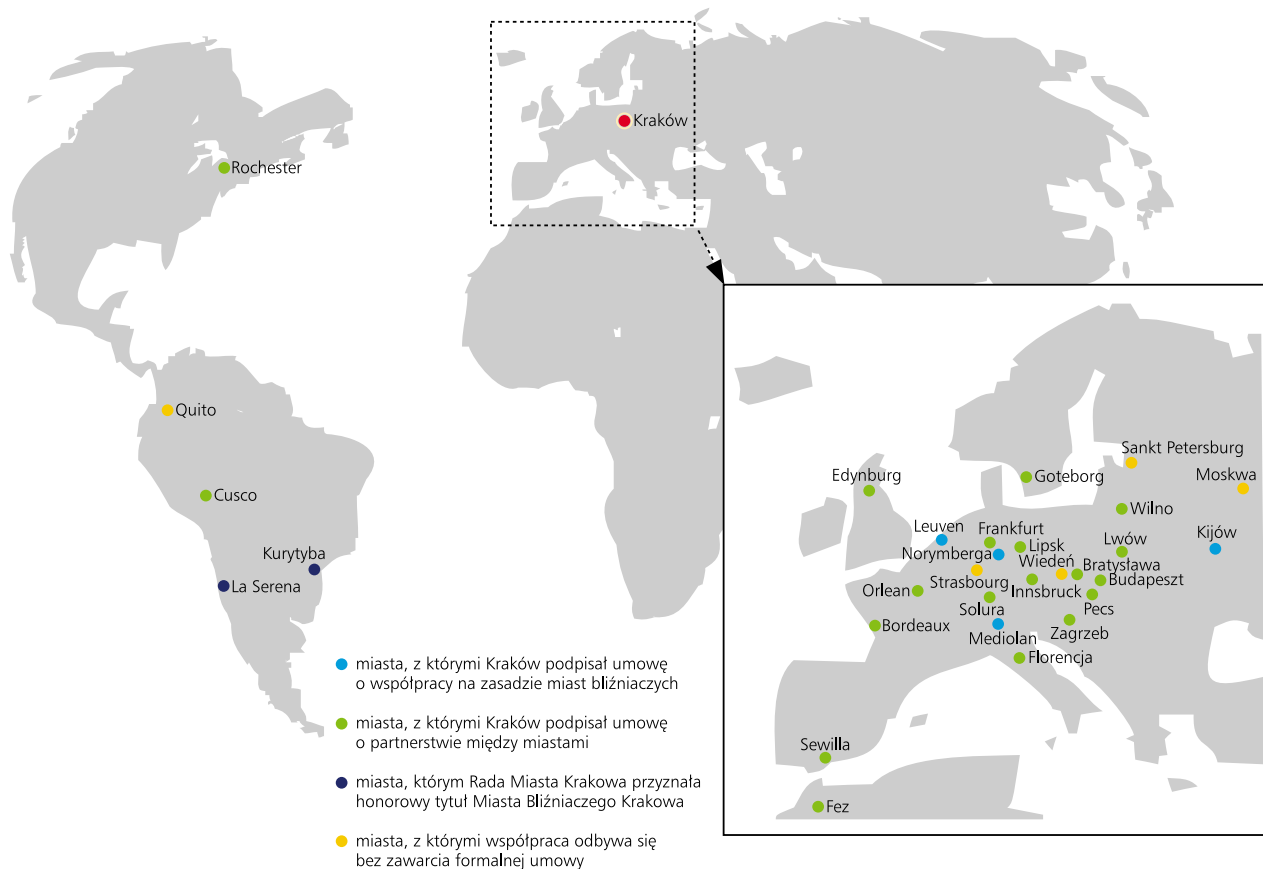 Kraków
Rochester
Quito
Cusco
Kurytyba
La Serena
Sankt Petersburg
Edynburg
Goteborg
Moskwa
Wilno
Leuven
Frankfurt
Kijów
Norymberga
Lipsk
Lwów
Wiedeń
Bratysława
Strasbourg
Innsbruck
Budapeszt
Orlean
Solura
Pecs
Bordeaux
Mediolan
Zagrzeb
Florencja
Sewilla
Fez
miasta, z którymi Kraków podpisał umowę
o współpracy na zasadzie miast bliźniaczych
miasta, z którymi Kraków podpisał umowę
o partnerstwie między miastami
miasta, którym Rada Miasta Krakowa przyznała
honorowy tytuł Miasta Bliźniaczego Krakowa
miasta, z którymi współpraca odbywa się
bez zawarcia formalnej umowy